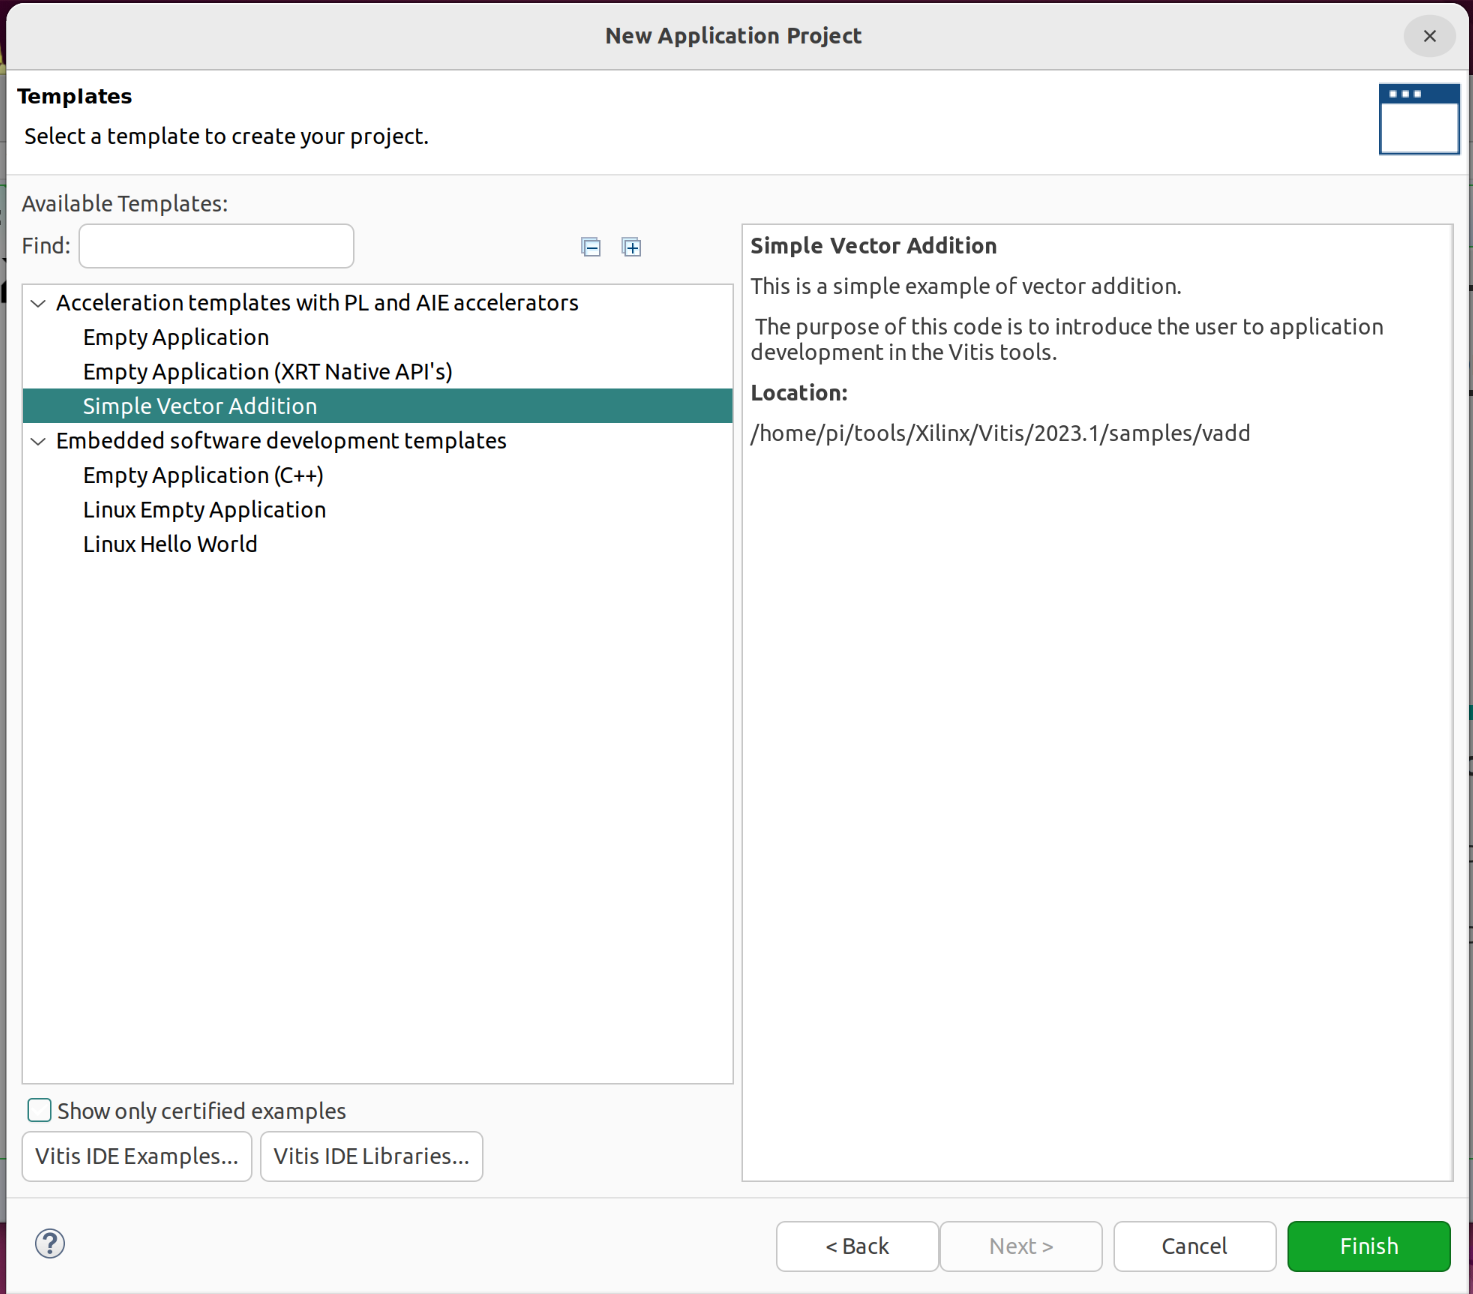 New Application Project
Templates
Select a template to create your project.
Available Templates:
Find:
Acceleration templates with PL and AIE accelerators
Empty Application
Empty Application (XRT Native API's)
Simple Vector Addition
Embedded software development templates
Empty Application (C++)
Linux Empty Application
Linux Hello World
Simple Vector Addition
This is a simple example of vector addition.
The purpose of this code is to introduce the user to application
development in the Vitis tools.
Location:
/home/pi/tools/Xilinx/Vitis/2023.1/samples/vadd
Show only certified examples
Vitis IDE Examples...
Vitis IDE Libraries...
?
< Back
Next >
Cancel
Finish